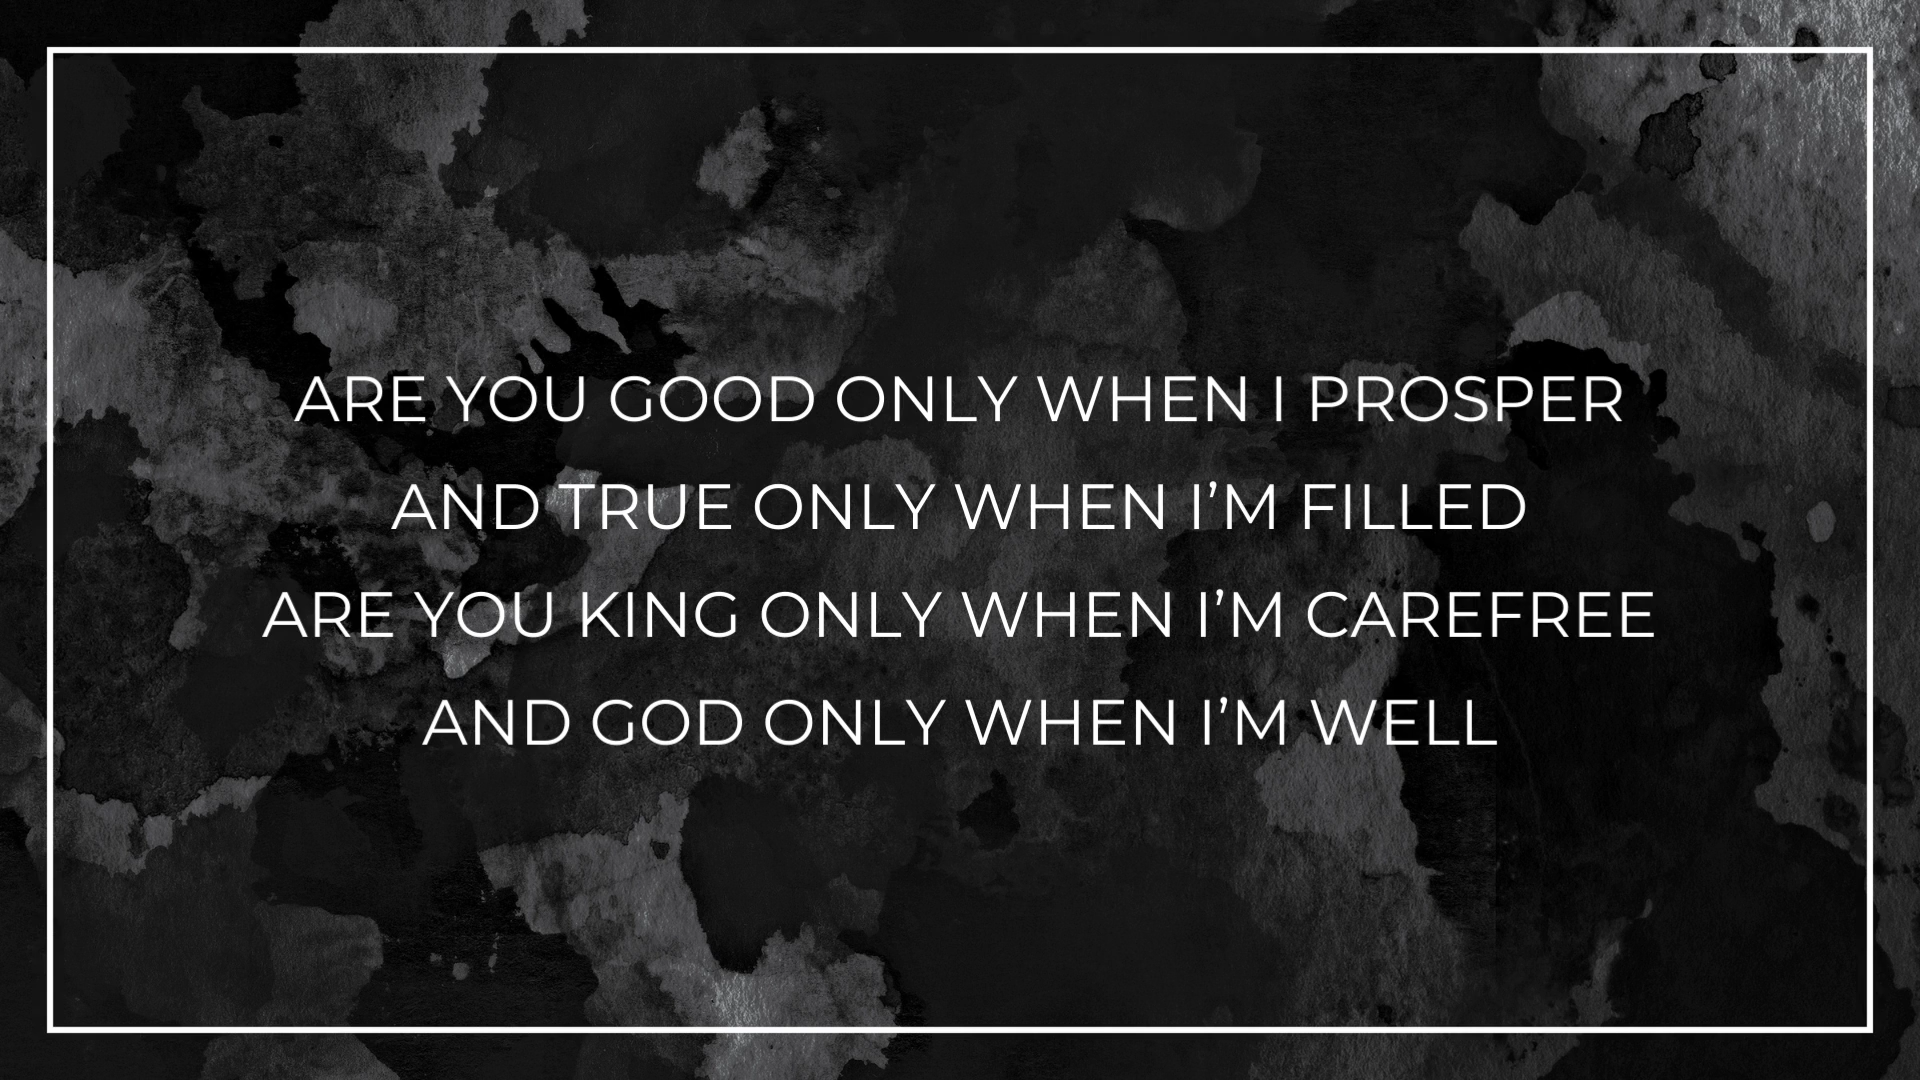 ARE YOU GOOD ONLY WHEN I PROSPER
AND TRUE ONLY WHEN I’M FILLED
ARE YOU KING ONLY WHEN I’M CAREFREE
AND GOD ONLY WHEN I’M WELL